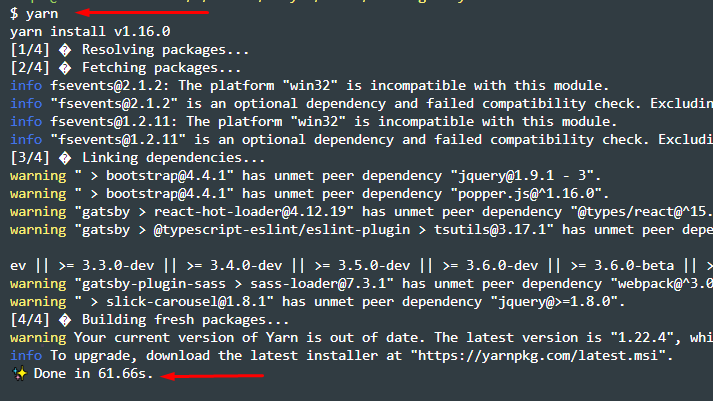 $ yarn
yarn install v1.16.0
[1/4] � Resolving packages...
[2/4] � Fetching packages...
info fsevents@2.1.2: The platform "win32" is incompatible with this module.
info "fsevents@2.1.2" is an optional dependency and failed compatibility check. Excludin
info fsevents@1.2.11: The platform "win32" is incompatible with this module.
info "fsevents@1.2.11" is an optional dependency and failed compatibility check. Excludi
[3/4] � Linking dependencies...
warning " > bootstrap@4.4.1" has unmet peer dependency "jquery@1.9.1 - 3".
warning " > bootstrap@4.4.1" has unmet peer dependency "popper.js@^1.16.0".
warning "gatsby > react-hot-loader@4.12.19" has unmet peer dependency "@types/react@^15.
warning "gatsby > @typescript-eslint/eslint-plugin > tsutils@3.17.1" has unmet peer depe
ev || >= 3.3.0-dev || >= 3.4.0-dev || >= 3.5.0-dev || >= 3.6.0-dev || >= 3.6.0-beta || >
warning "gatsby-plugin-sass > sass-loader@7.3.1" has unmet peer dependency "webpack@^3.0
warning " > slick-carousel@1.8.1" has unmet peer dependency "jquery@>=1.8.0".
[4/4] � Building fresh packages...
warning Your current version of Yarn is out of date. The latest version is "1.22.4", whi
info To upgrade, download the latest installer at "https://yarnpkg.com/latest.msi".
✨ Done in 61.66s.